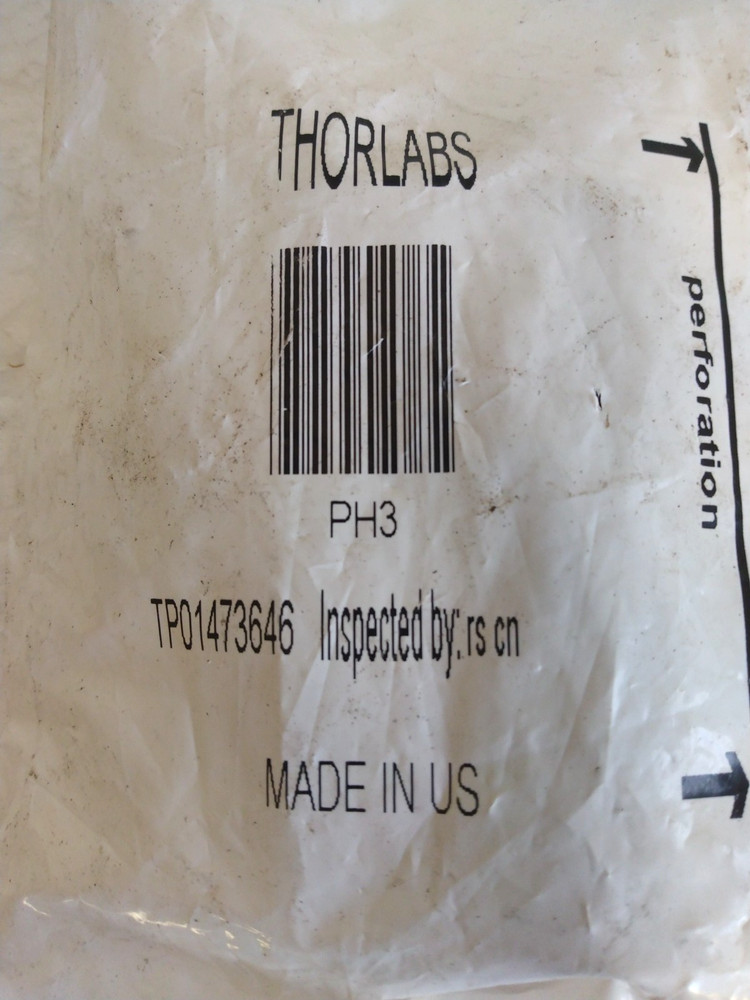 THORLABS
PH3
TP01473646 Inspected by: rs cn
MADE IN US
perforation